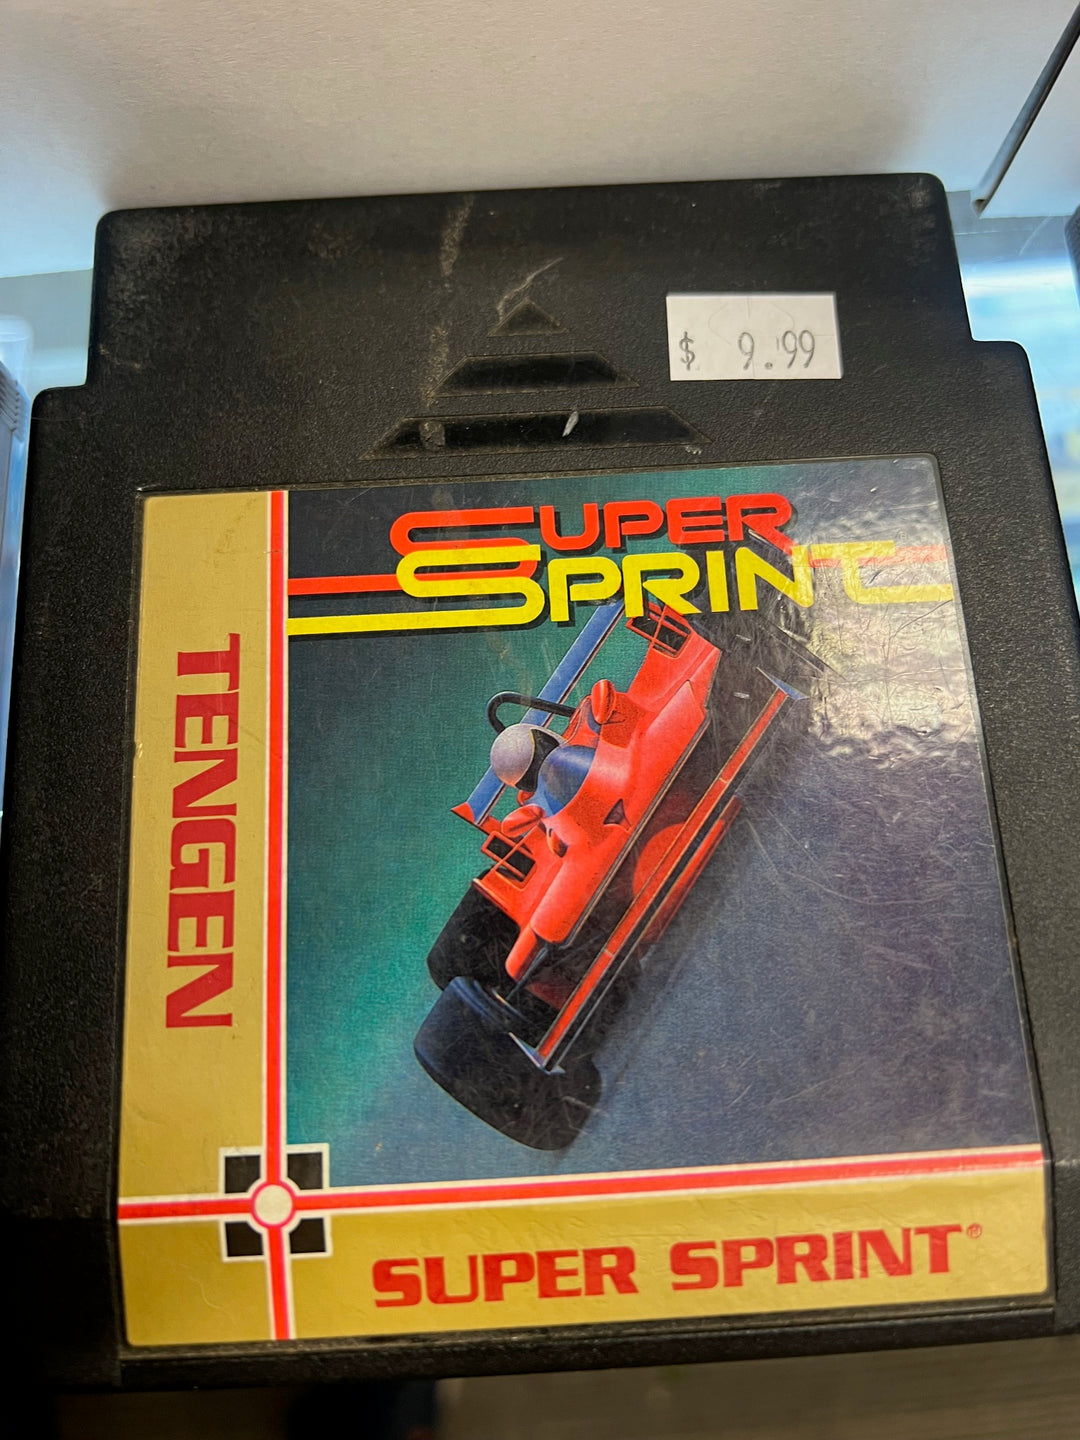 $ 9.99
SUPER
SPRINT
TENGEN
SUPER SPRINT®